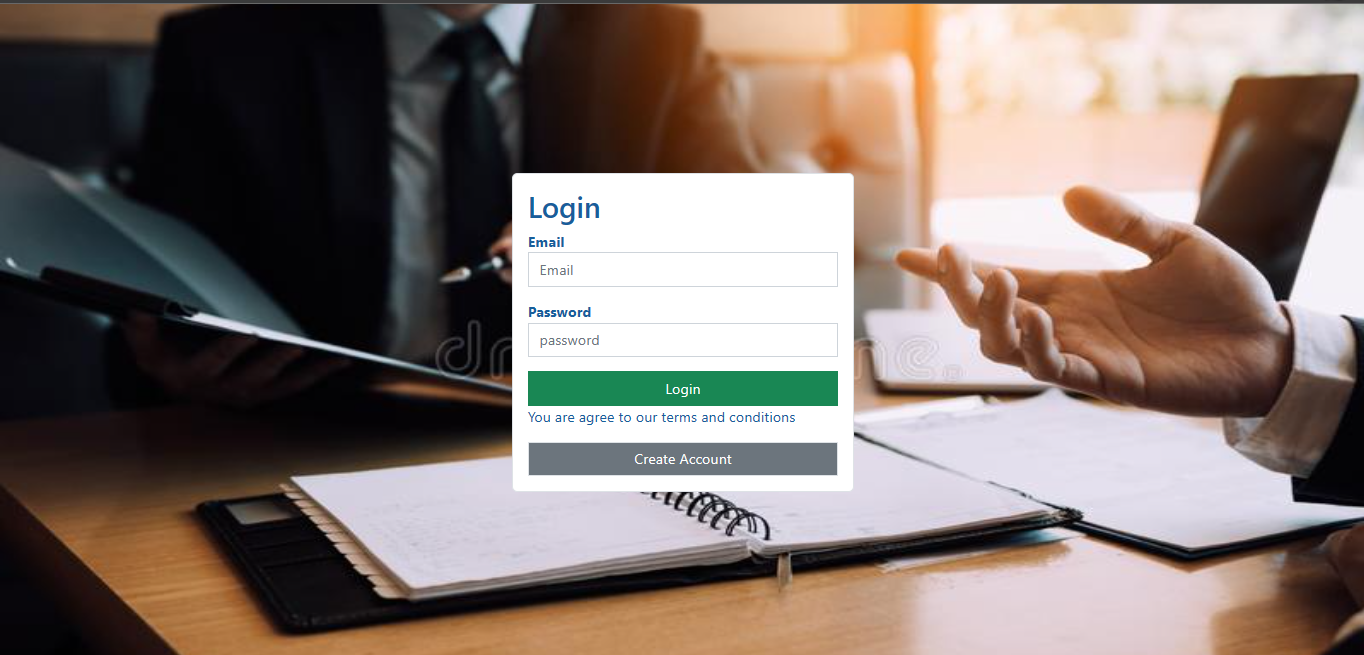 Login
Email
Email
Password
password
Login
You are agree to our terms and conditions
Create Account